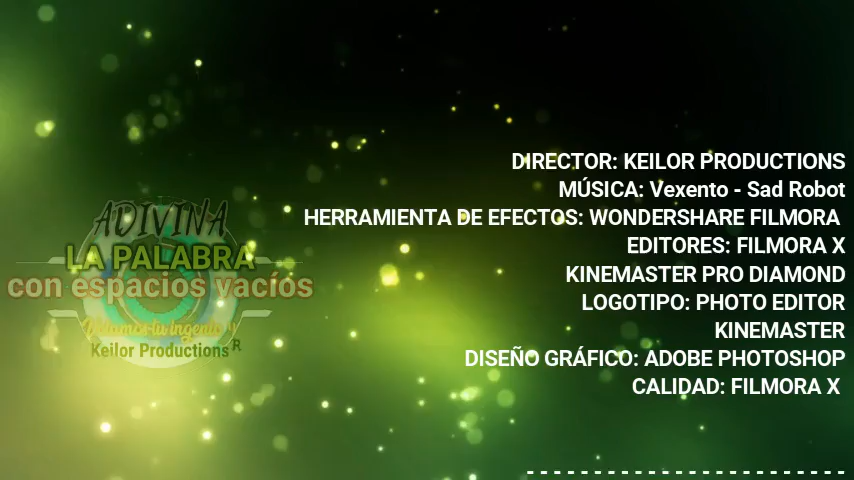 ADIVINA
LA PALABRA
con espacios vacíos
Keilor Productions R
DIRECTOR: KEILOR PRODUCTIONS
MÚSICA: Vexento - Sad Robot
HERRAMIENTA DE EFECTOS: WONDERSHARE FILMORA
EDITORES: FILMORA X
KINEMASTER PRO DIAMOND
LOGOTIPO: PHOTO EDITOR
KINEMASTER
DISEÑO GRÁFICO: ADOBE PHOTOSHOP
CALIDAD: FILMORA X
- - - - - - - - - - - - - - - - - - - - - - - -